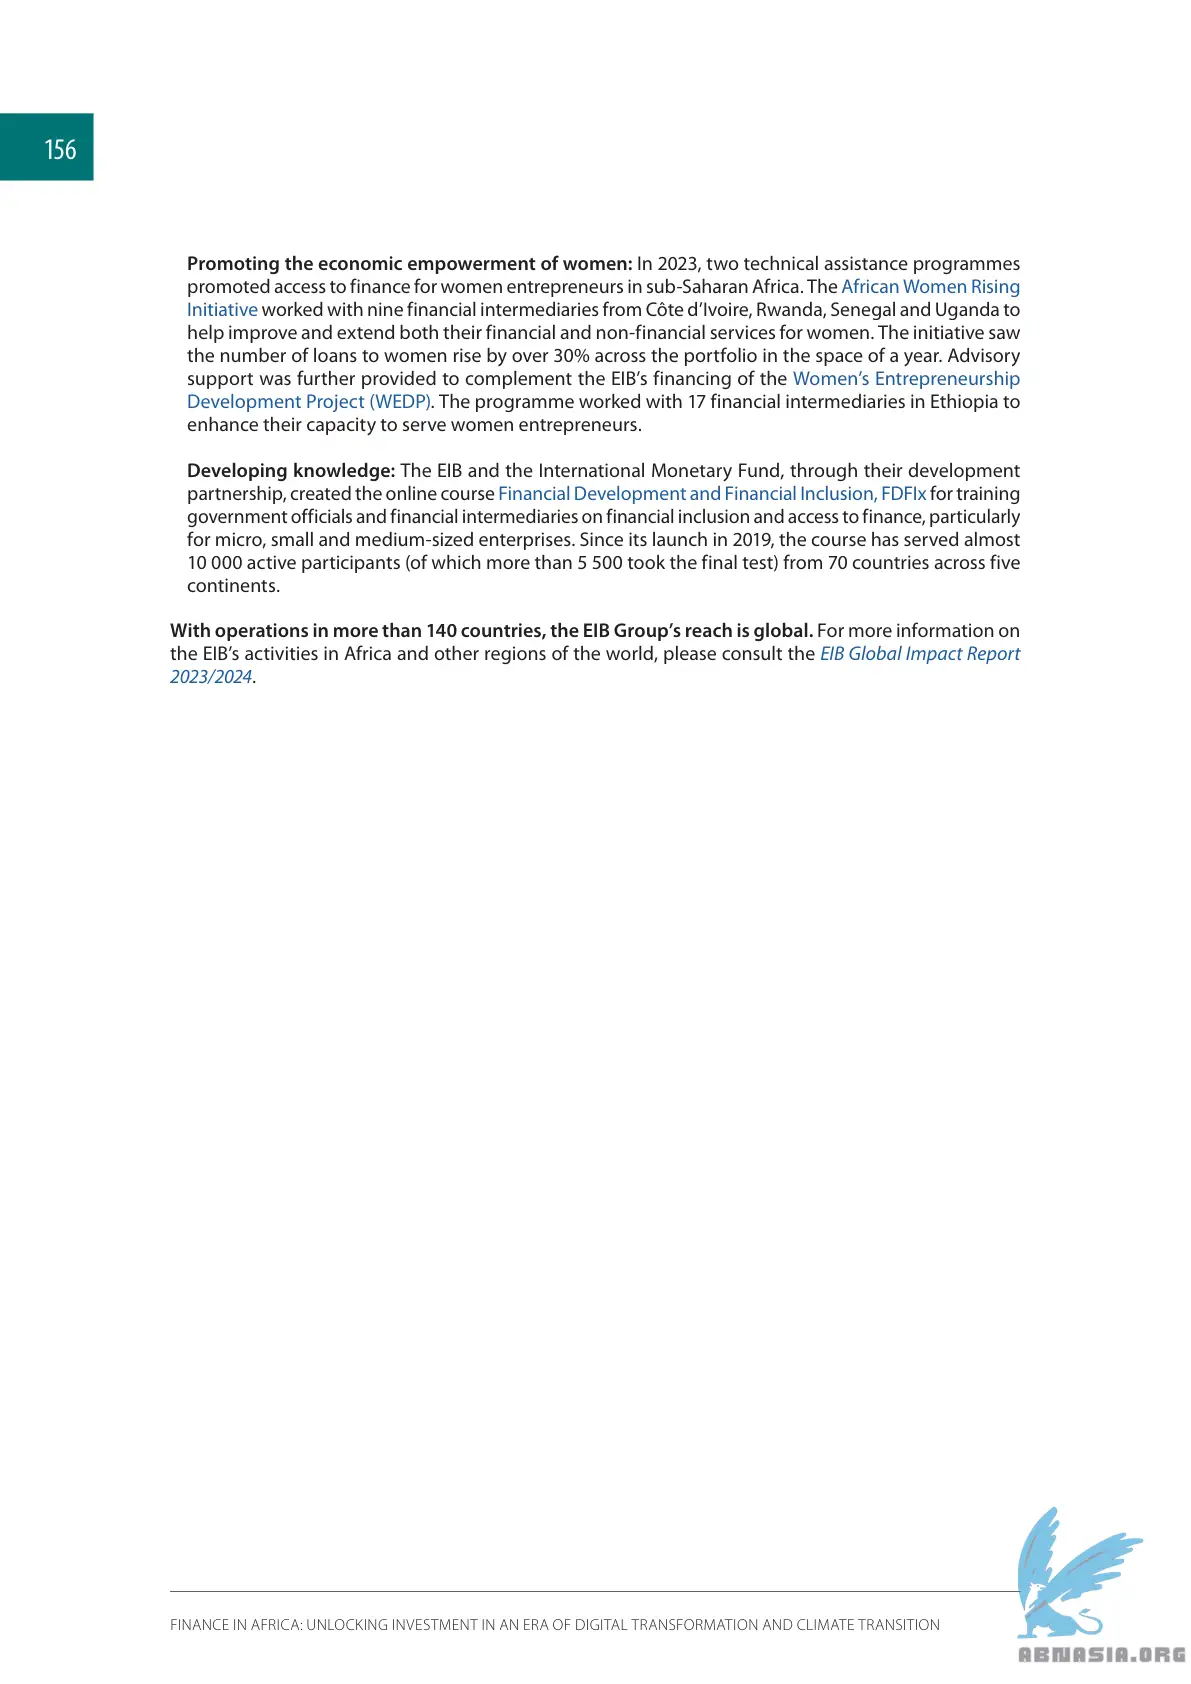 156
Promoting the economic empowerment of women: In 2023, two technical assistance programmes
promoted access to finance for women entrepreneurs in sub-Saharan Africa. The African Women Rising
Initiative worked with nine financial intermediaries from Côte d’Ivoire, Rwanda, Senegal and Uganda to
help improve and extend both their financial and non-financial services for women. The initiative saw
the number of loans to women rise by over 30% across the portfolio in the space of a year. Advisory
support was further provided to complement the EIB’s financing of the Women’s Entrepreneurship
Development Project (WEDP). The programme worked with 17 financial intermediaries in Ethiopia to
enhance their capacity to serve women entrepreneurs.
Developing knowledge: The EIB and the International Monetary Fund, through their development
partnership, created the online course Financial Development and Financial Inclusion, FDFIx for training
government officials and financial intermediaries on financial inclusion and access to finance, particularly
for micro, small and medium-sized enterprises. Since its launch in 2019, the course has served almost
10 000 active participants (of which more than 5 500 took the final test) from 70 countries across five
continents.
With operations in more than 140 countries, the EIB Group’s reach is global. For more information on
the EIB’s activities in Africa and other regions of the world, please consult the EIB Global Impact Report
2023/2024.
FINANCE IN AFRICA: UNLOCKING INVESTMENT IN AN ERA OF DIGITAL TRANSFORMATION AND CLIMATE TRANSITION
ABNASIA.ORG